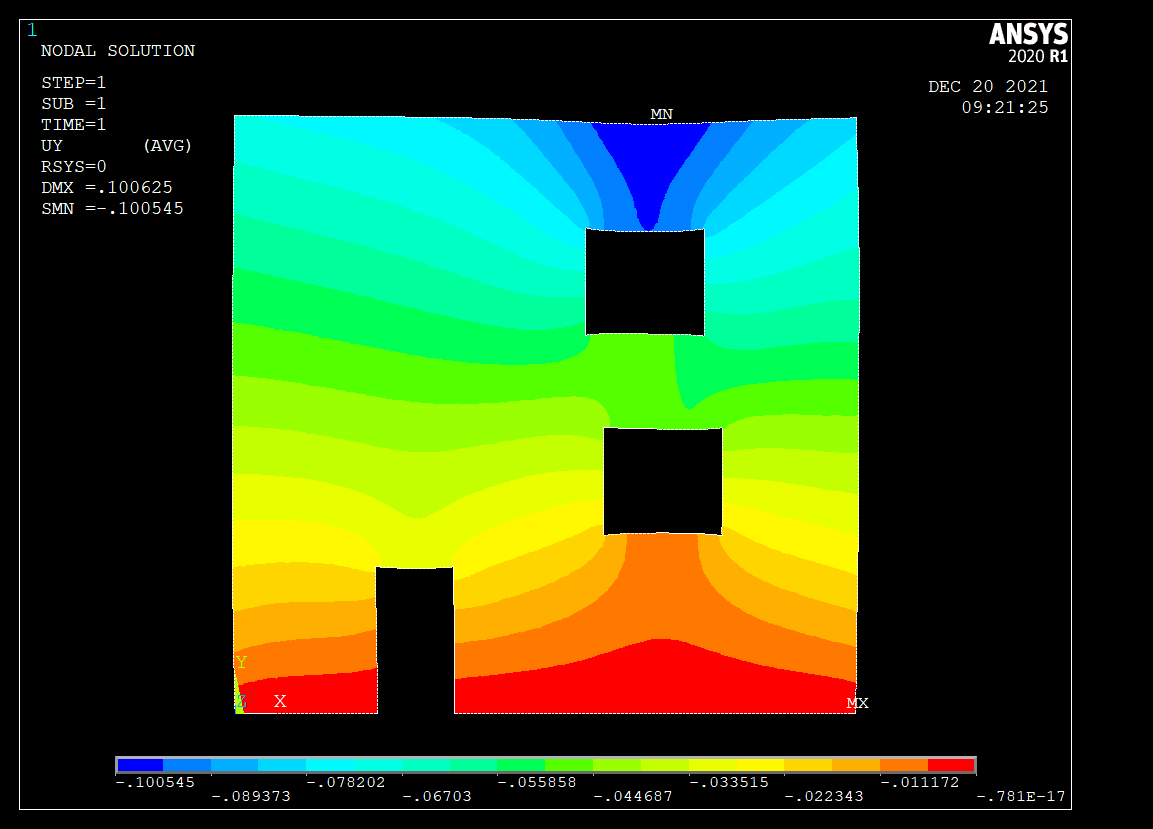 1
NODAL SOLUTION
STEP=1
SUB =1
TIME=1
UY (AVG)
RSYS=0
DMX =.100625
SMN =-.100545
ANSYS
2020 R1
DEC 20 2021
09:21:25
MN
Y
Z X
MX
-.100545 -.078202 -.055858 -.033515 -.011172
-.089373 -.06703 -.044687 -.022343 -.781E-17